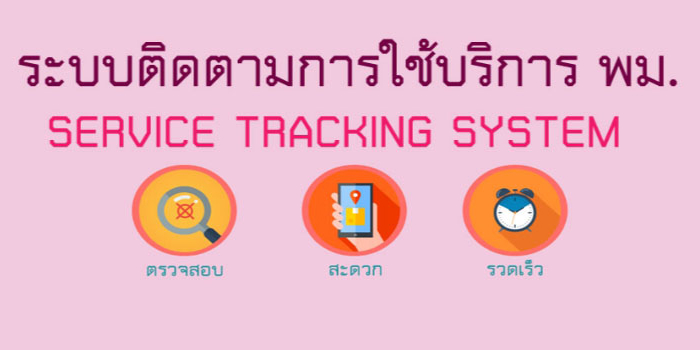 ระบบติดตามการใช้บริการ พม.
SERVICE TRACKING SYSTEM
ตรวจสอบ สะดวก รวดเร็ว